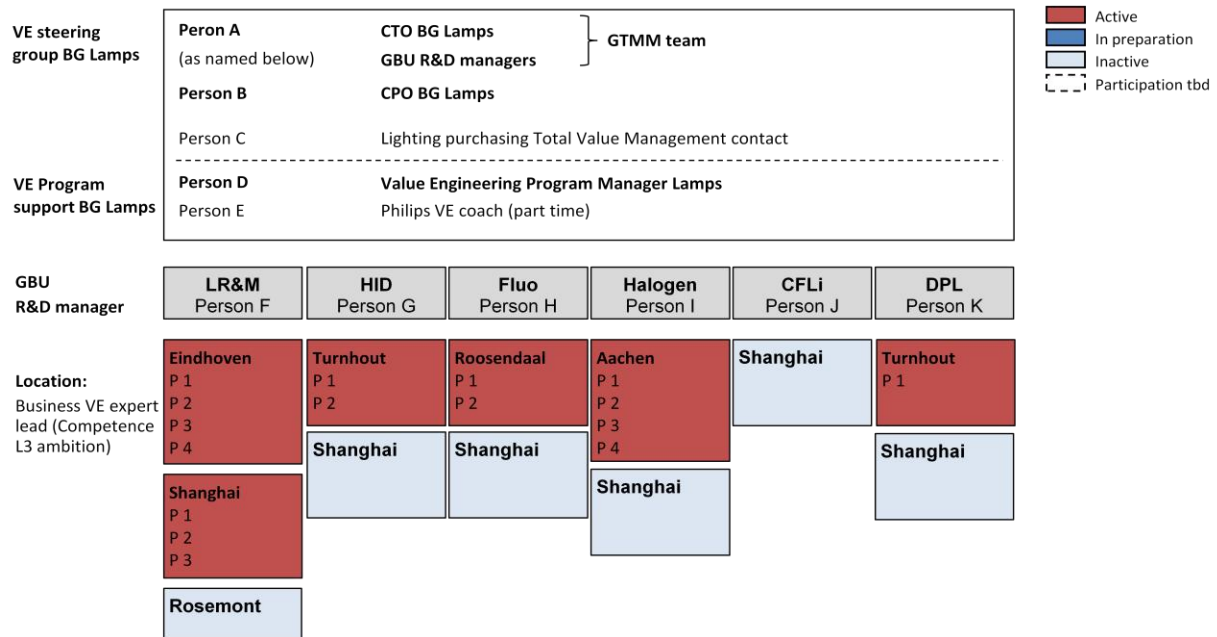 VE steering
group BG Lamps
Peron A
CTO BG Lamps
(as named below)
GBU R&D managers
GTMM team
Person B
CPO BG Lamps
Person C
Lighting purchasing Total Value Management contact
VE Program
support BG Lamps
Person D
Value Engineering Program Manager Lamps
Person E
Philips VE coach (part time)
Active
In preparation
Inactive
Participation tbd
GBU
R&D manager
LR&M
Person F
HID
Person G
Fluo
Person H
Halogen
Person I
CFLi
Person J
DPL
Person K
Location:
Business VE expert
lead (Competence
L3 ambition)
Eindhoven
P 1
P 2
P 3
P 4
Shanghai
P 1
P 2
P 3
Rosemont
Turnhout
P 1
P 2
Shanghai
Roosendaal
P 1
P 2
Shanghai
Aachen
P 1
P 2
P 3
P 4
Shanghai
Shanghai
Turnhout
P 1
Shanghai